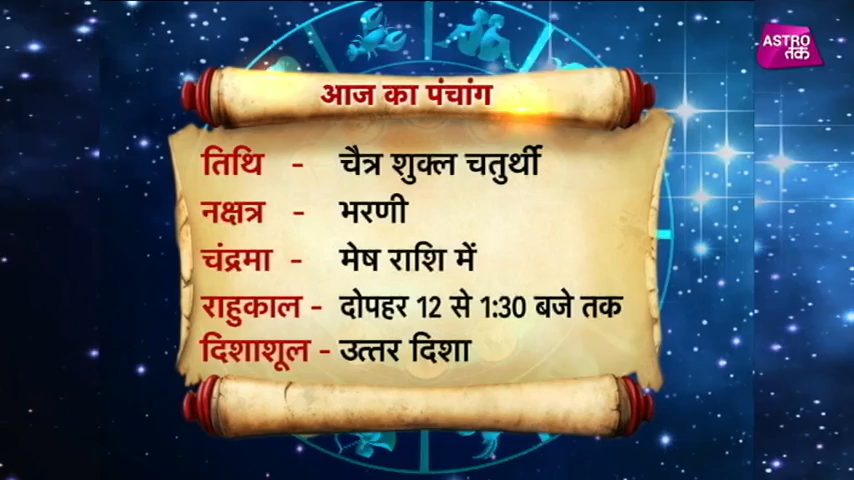 ASTRO
तक
आज का पंचांग
तिथि - चैत्र शुक्ल चतुर्थी
नक्षत्र - भरणी
चंद्रमा - मेष राशि में
राहुकाल - दोपहर 12 से 1:30 बजे तक
दिशाशूल - उत्तर दिशा